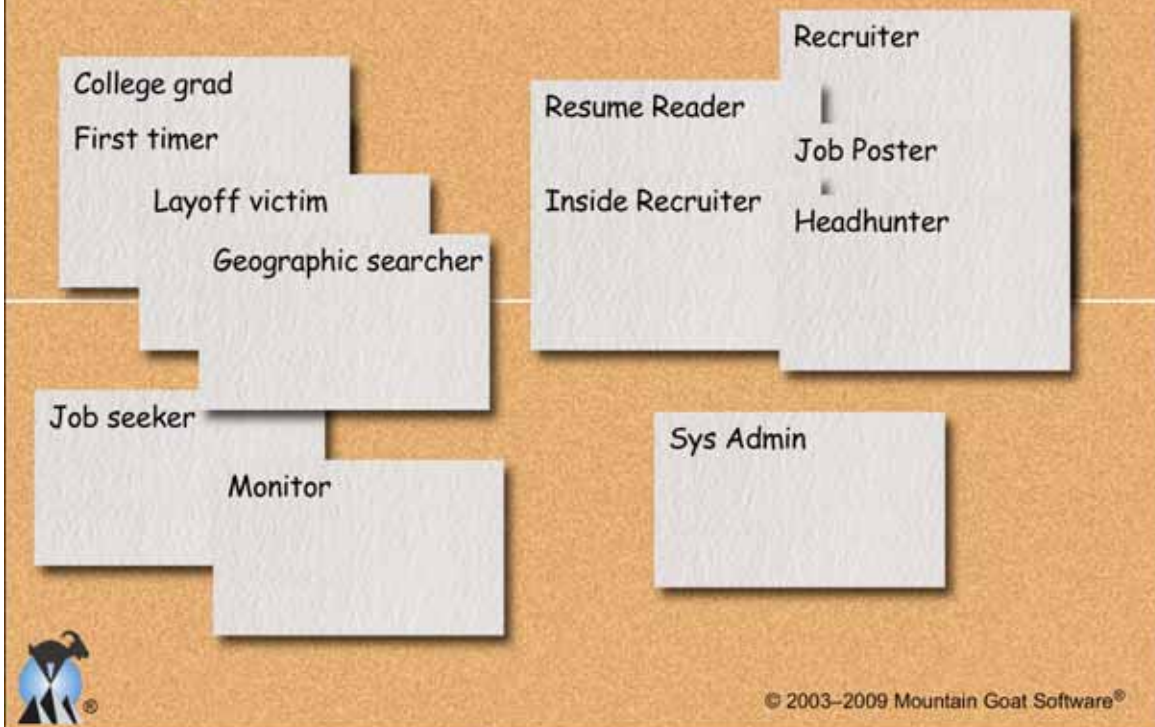 College grad
First timer
Layoff victim
Geographic searcher
Job seeker
Monitor
Resume Reader
Inside Recruiter
Recruiter
Job Poster
Headhunter
Sys Admin
®
© 2003–2009 Mountain Goat Software®